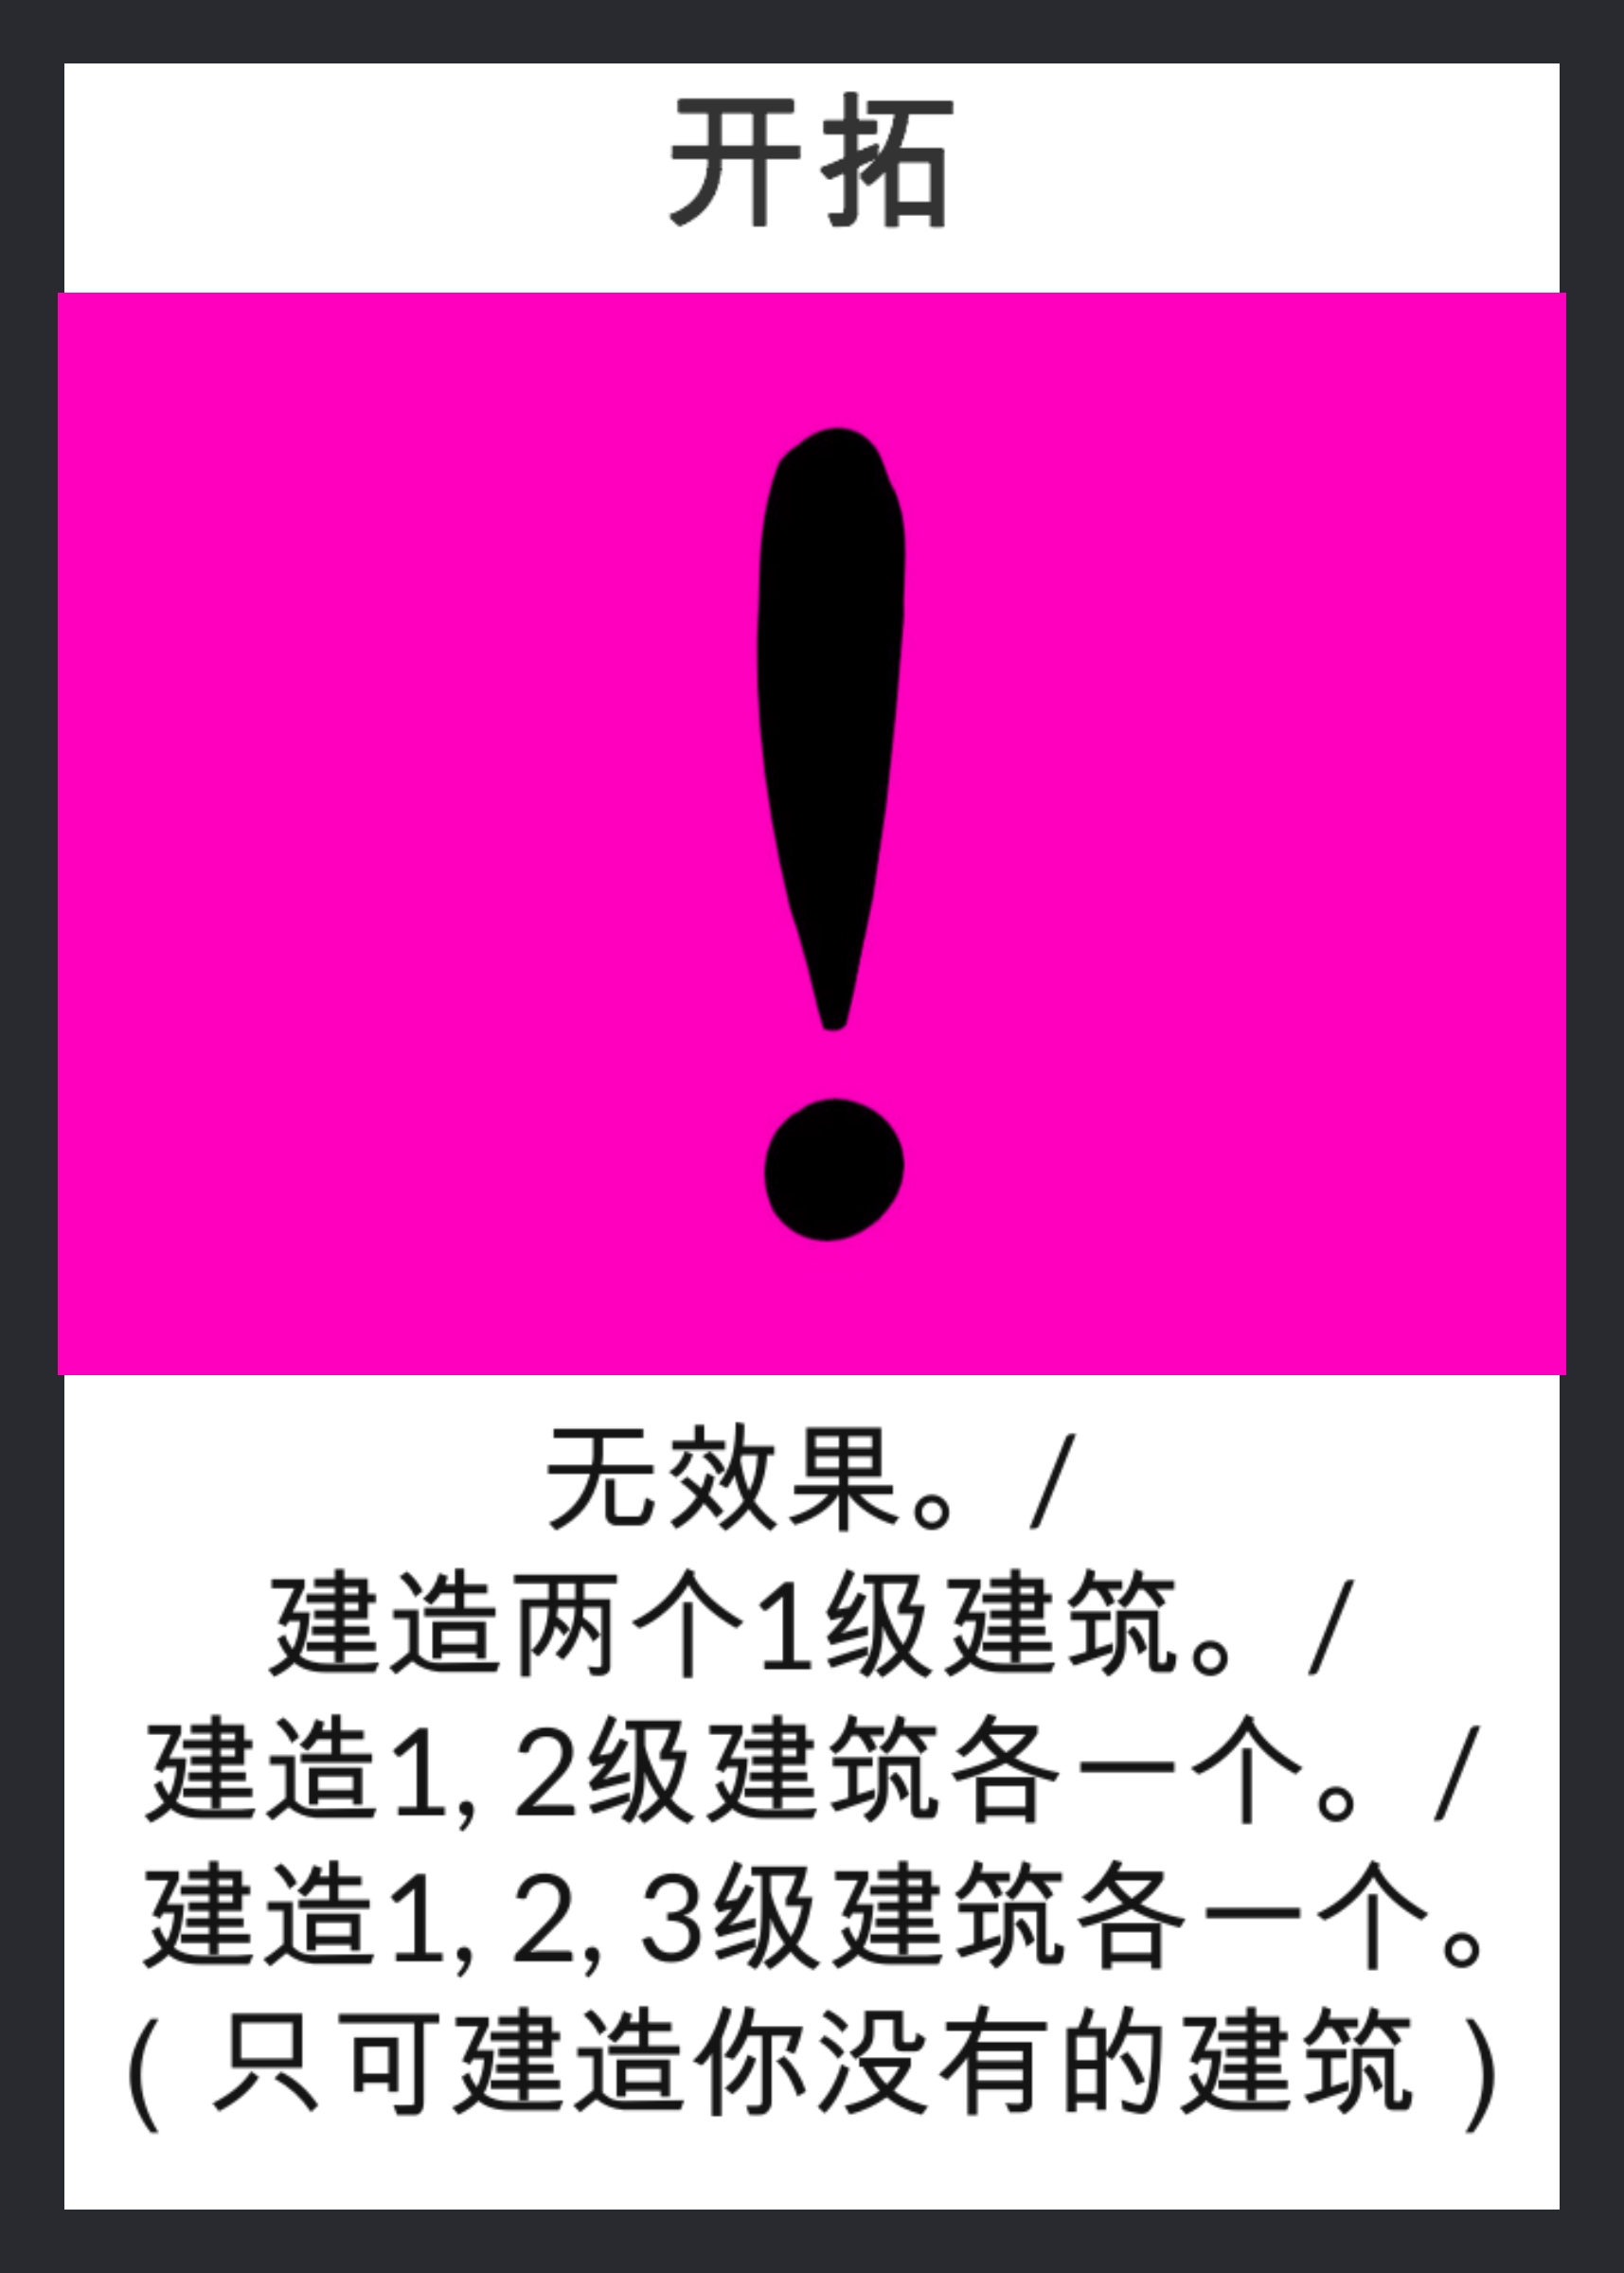 开拓
!
无效果。/
建造两个1级建筑。/
建造1, 2级建筑各一个。/
建造1, 2, 3级建筑各一个。
( 只可建造你没有的建筑 )